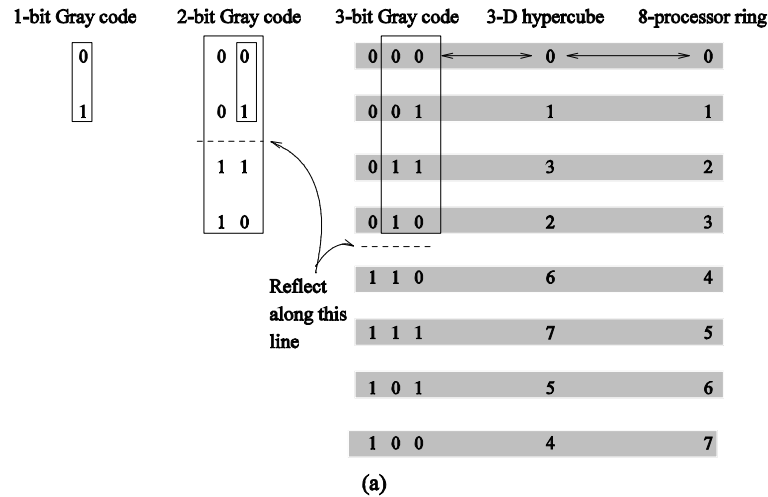 1-bit Gray code 2-bit Gray code 3-bit Gray code 3-D hypercube 8-processor ring
0 0 0 0 0 0 0 0
1 0 1 0 0 1 1 1
1 1 0 1 1 3 2
1 0 0 1 0 2 3
Reflect
along this
line
1 1 0 6 4
1 1 1 7 5
1 0 1 5 6
1 0 0 4 7
(a)